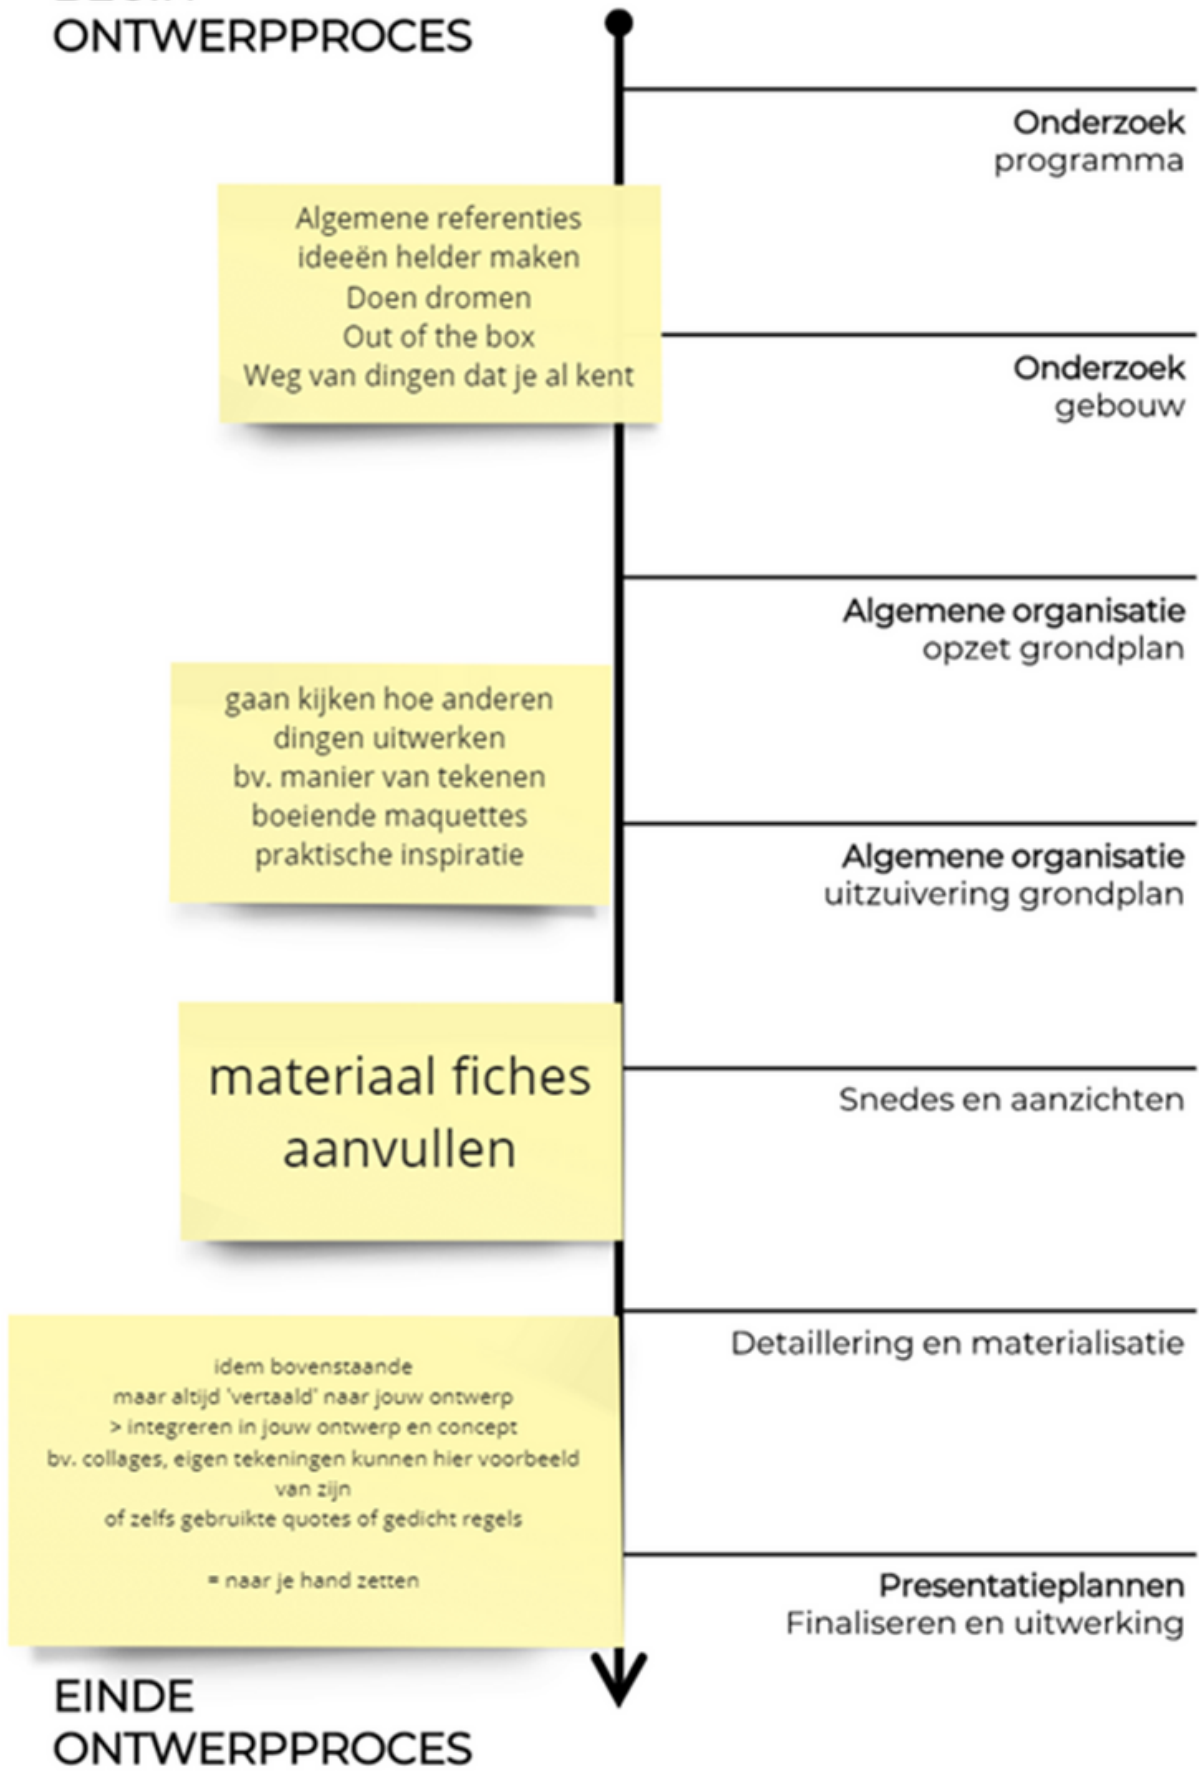 ONTWERPPROCES
Onderzoek
programma
Algemene referenties
ideeën helder maken
Doen dromen
Out of the box
Weg van dingen dat je al kent
Onderzoek
gebouw
Algemene organisatie
opzet grondplan
gaan kijken hoe anderen
dingen uitwerken
bv. manier van tekenen
boeiende maquettes
praktische inspiratie
Algemene organisatie
uitzuivering grondplan
materiaal fiches
aanvullen
Snedes en aanzichten
Detaillering en materialisatie
idem bovenstaande
maar altijd 'vertaald' naar jouw ontwerp
> integreren in jouw ontwerp en concept
bv. collages, eigen tekeningen kunnen hier voorbeeld
van zijn
of zelfs gebruikte quotes of gedicht regels
= naar je hand zetten
Presentatieplannen
Finaliseren en uitwerking
EINDE
ONTWERPPROCES